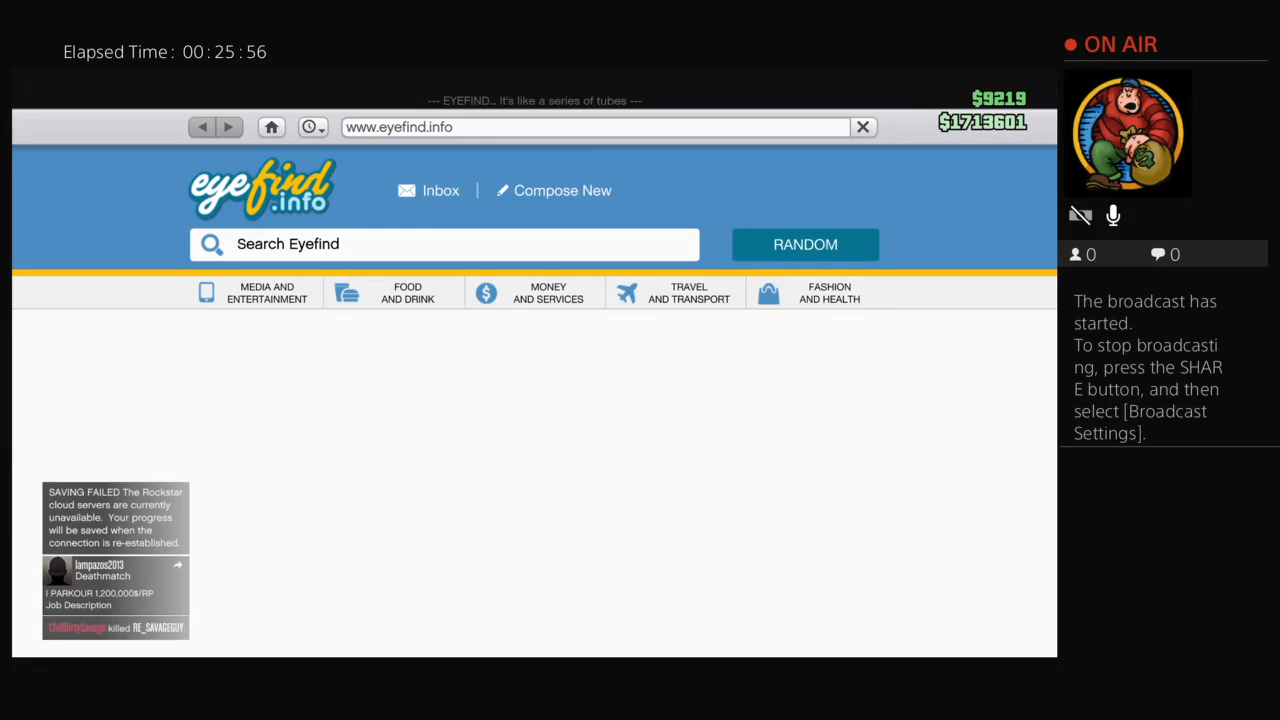 Elapsed Time: 00:25:56
ON AIR
--- EYEFIND... It's like a series of tubes ---
$9219
$1713601
www.eyefind.info
eyefind
.info
Inbox
Compose New
Search Eyefind
RANDOM
MEDIA AND
ENTERTAINMENT
FOOD
AND DRINK
MONEY
AND SERVICES
TRAVEL
AND TRANSPORT
FASHION
AND HEALTH
0
0
The broadcast has
started.
To stop broadcasti
ng, press the SHAR
E button, and then
select [Broadcast
Settings].
SAVING FAILED The Rockstar
cloud servers are currently
unavailable. Your progress
will be saved when the
connection is re-established.
lampazos2013
Deathmatch
I PARKOUR 1,200,000$/RP
Job Description
ChillDirtySavage killed RE_SAVAGEGUY